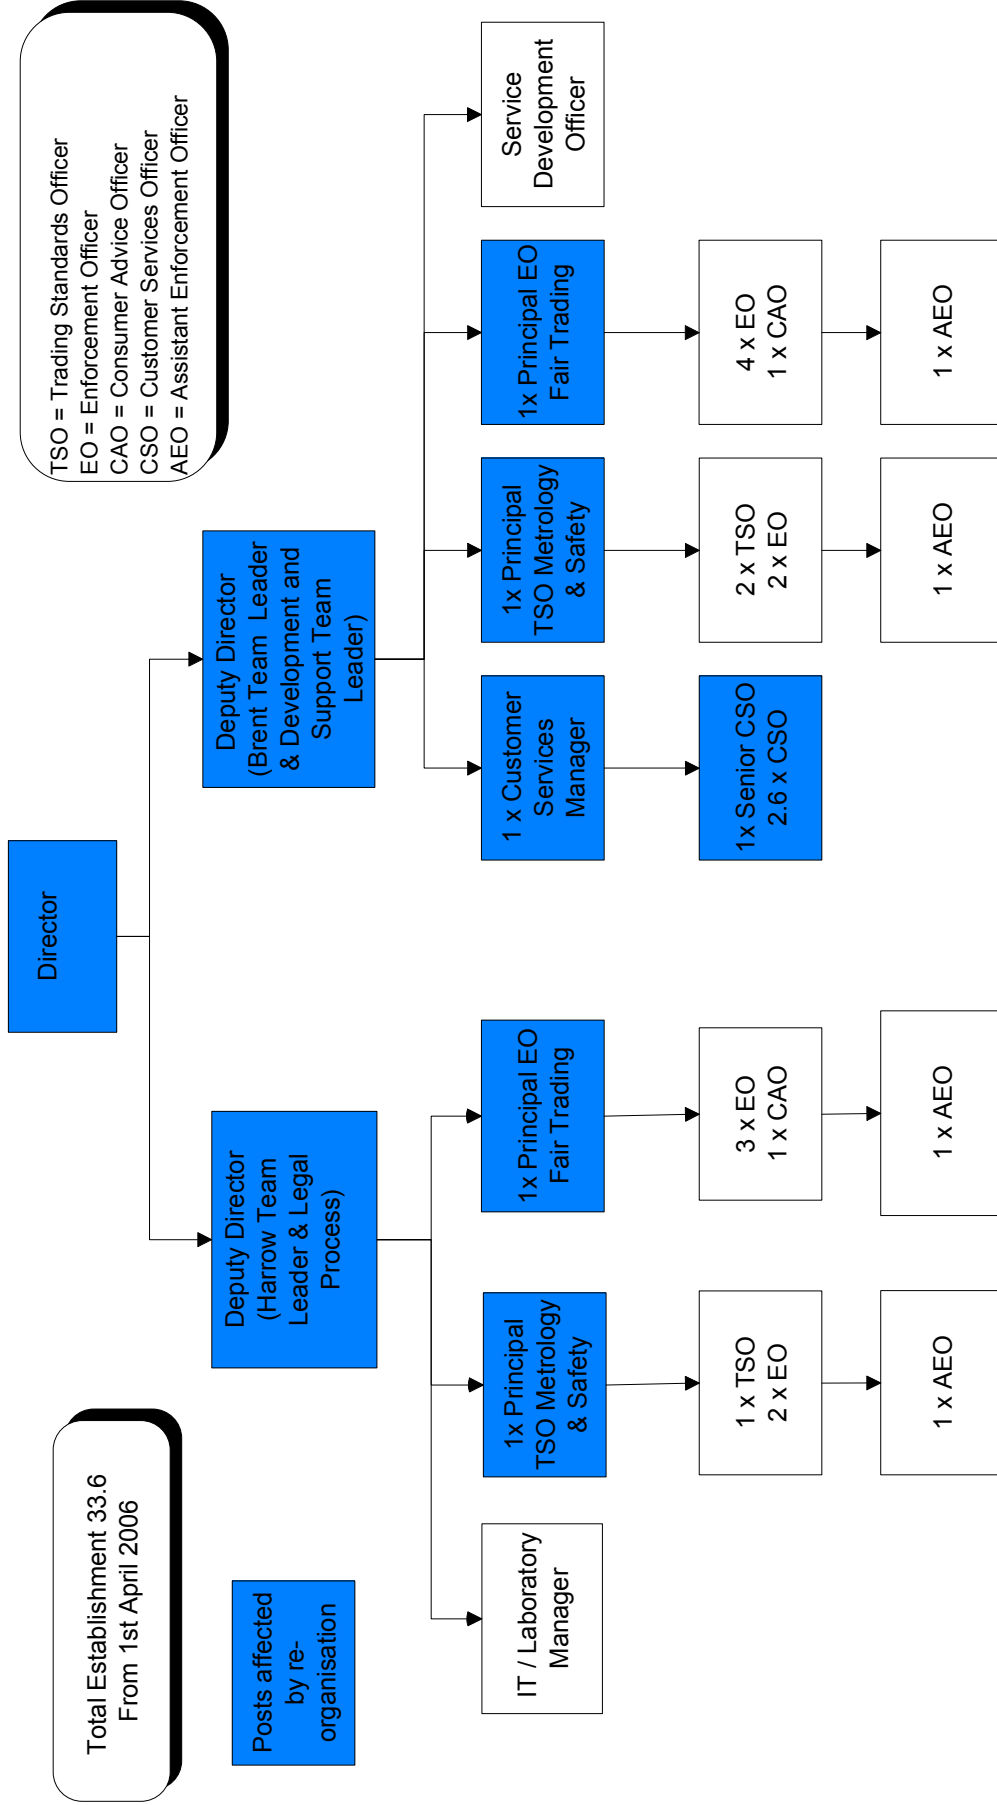 Total Establishment 33.6
From 1st April 2006
TSO = Trading Standards Officer
EO = Enforcement Officer
CAO = Consumer Advice Officer
CSO = Customer Services Officer
AEO = Assistant Enforcement Officer
Posts affected
by re-
organisation
Director
Deputy Director
(Harrow Team
Leader & Legal
Process)
Deputy Director
(Brent Team Leader
& Development and
Support Team
Leader)
IT / Laboratory
Manager
1x Principal
TSO Metrology
& Safety
1x Principal EO
Fair Trading
1 x Customer
Services
Manager
1x Principal
TSO Metrology
& Safety
1x Principal EO
Fair Trading
Service
Development
Officer
1 x TSO
2 x EO
3 x EO
1 x CAO
1x Senior CSO
2.6 x CSO
2 x TSO
2 x EO
4 x EO
1 x CAO
1 x AEO
1 x AEO
1 x AEO
1 x AEO